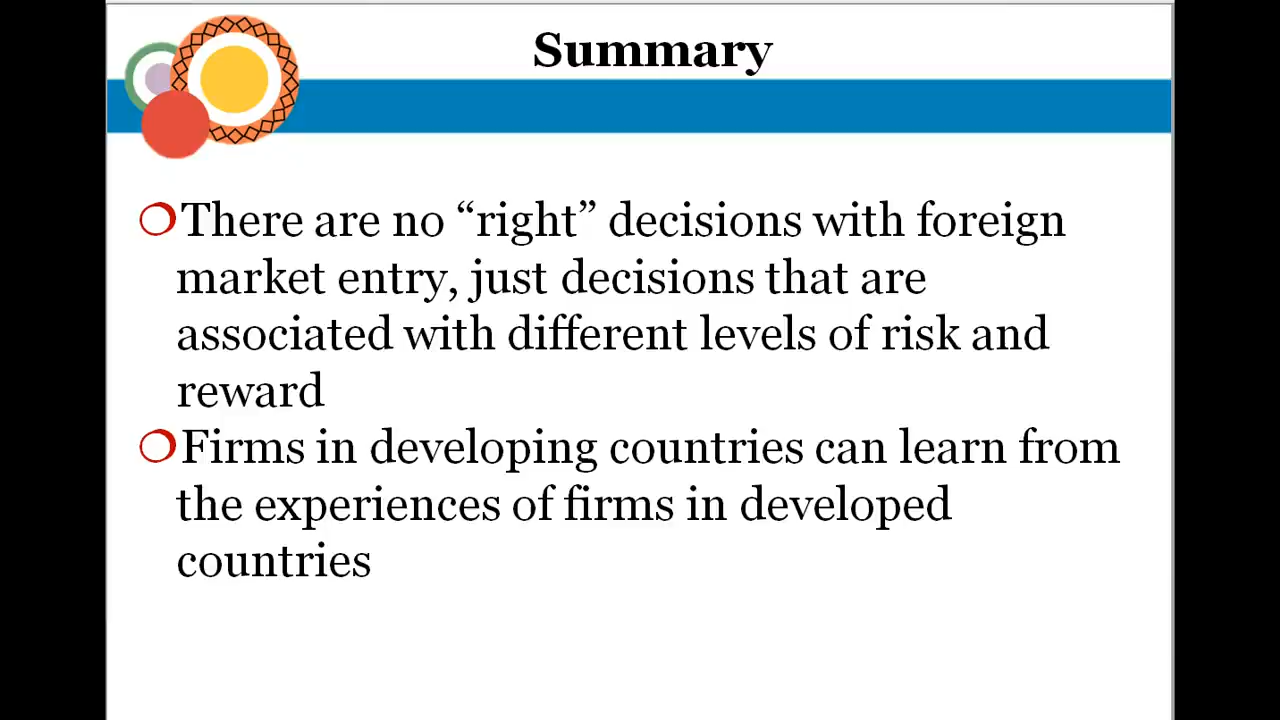 Summary
There are no “right” decisions with foreign
market entry, just decisions that are
associated with different levels of risk and
reward
Firms in developing countries can learn from
the experiences of firms in developed
countries